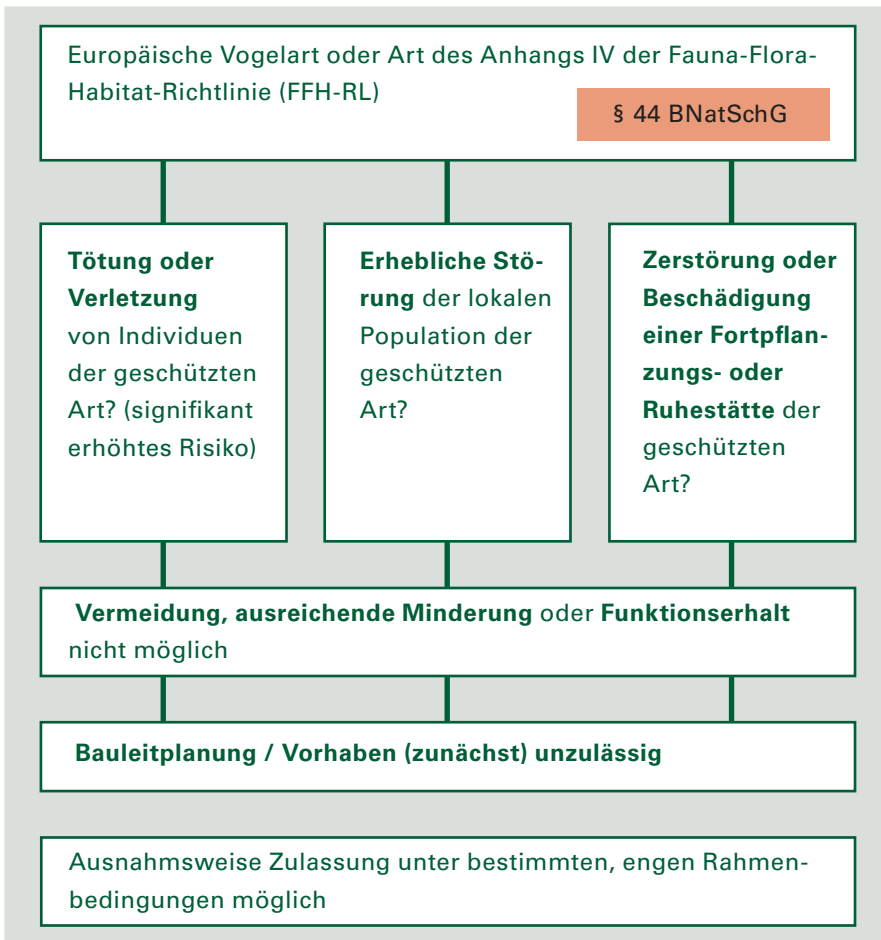 Europäische Vogelart oder Art des Anhangs IV der Fauna-Flora-
Habitat-Richtlinie (FFH-RL)
§ 44 BNatSchG
Tötung oder
Verletzung
von Individuen
der geschützten
Art? (signifikant
erhöhtes Risiko)
Erhebliche Stö-
rung der lokalen
Population der
geschützten
Art?
Zerstörung oder
Beschädigung
einer Fortpflan-
zungs- oder
Ruhestätte der
geschützten
Art?
Vermeidung, ausreichende Minderung oder Funktionserhalt
nicht möglich
Bauleitplanung / Vorhaben (zunächst) unzulässig
Ausnahmsweise Zulassung unter bestimmten, engen Rahmen-
bedingungen möglich